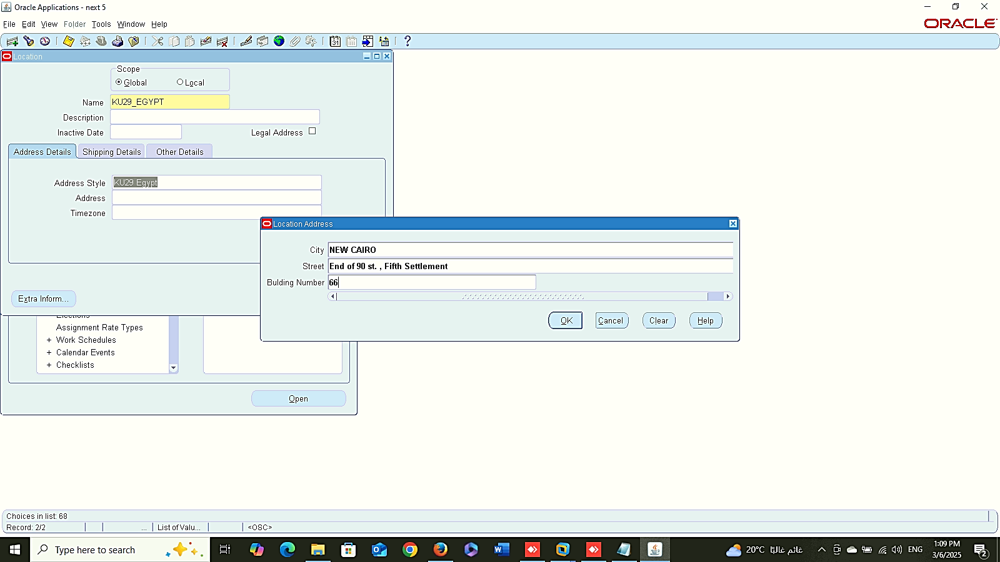 Oracle Applications - next 5
File Edit View Folder Tools Window Help
ORACLE
31
?
Location
Scope
Global Local
Name KU29_EGYPT
Description
Inactive Date Legal Address
Address Details Shipping Details Other Details
Address Style KU29 Egypt
Address
Timezone
Location Address
City NEW CAIRO
Street End of 90 st. , Fifth Settlement
Bulding Number 66
Extra Inform...
OK Cancel Clear Help
Assignment Rate Types
+ Work Schedules
+ Calendar Events
+ Checklists
Open
Choices in list: 68
Record: 2/2 ... List of Valu... <OSC>
Type here to search
20°C غائم غالبًا
ENG
1:09 PM
3/6/2025
2